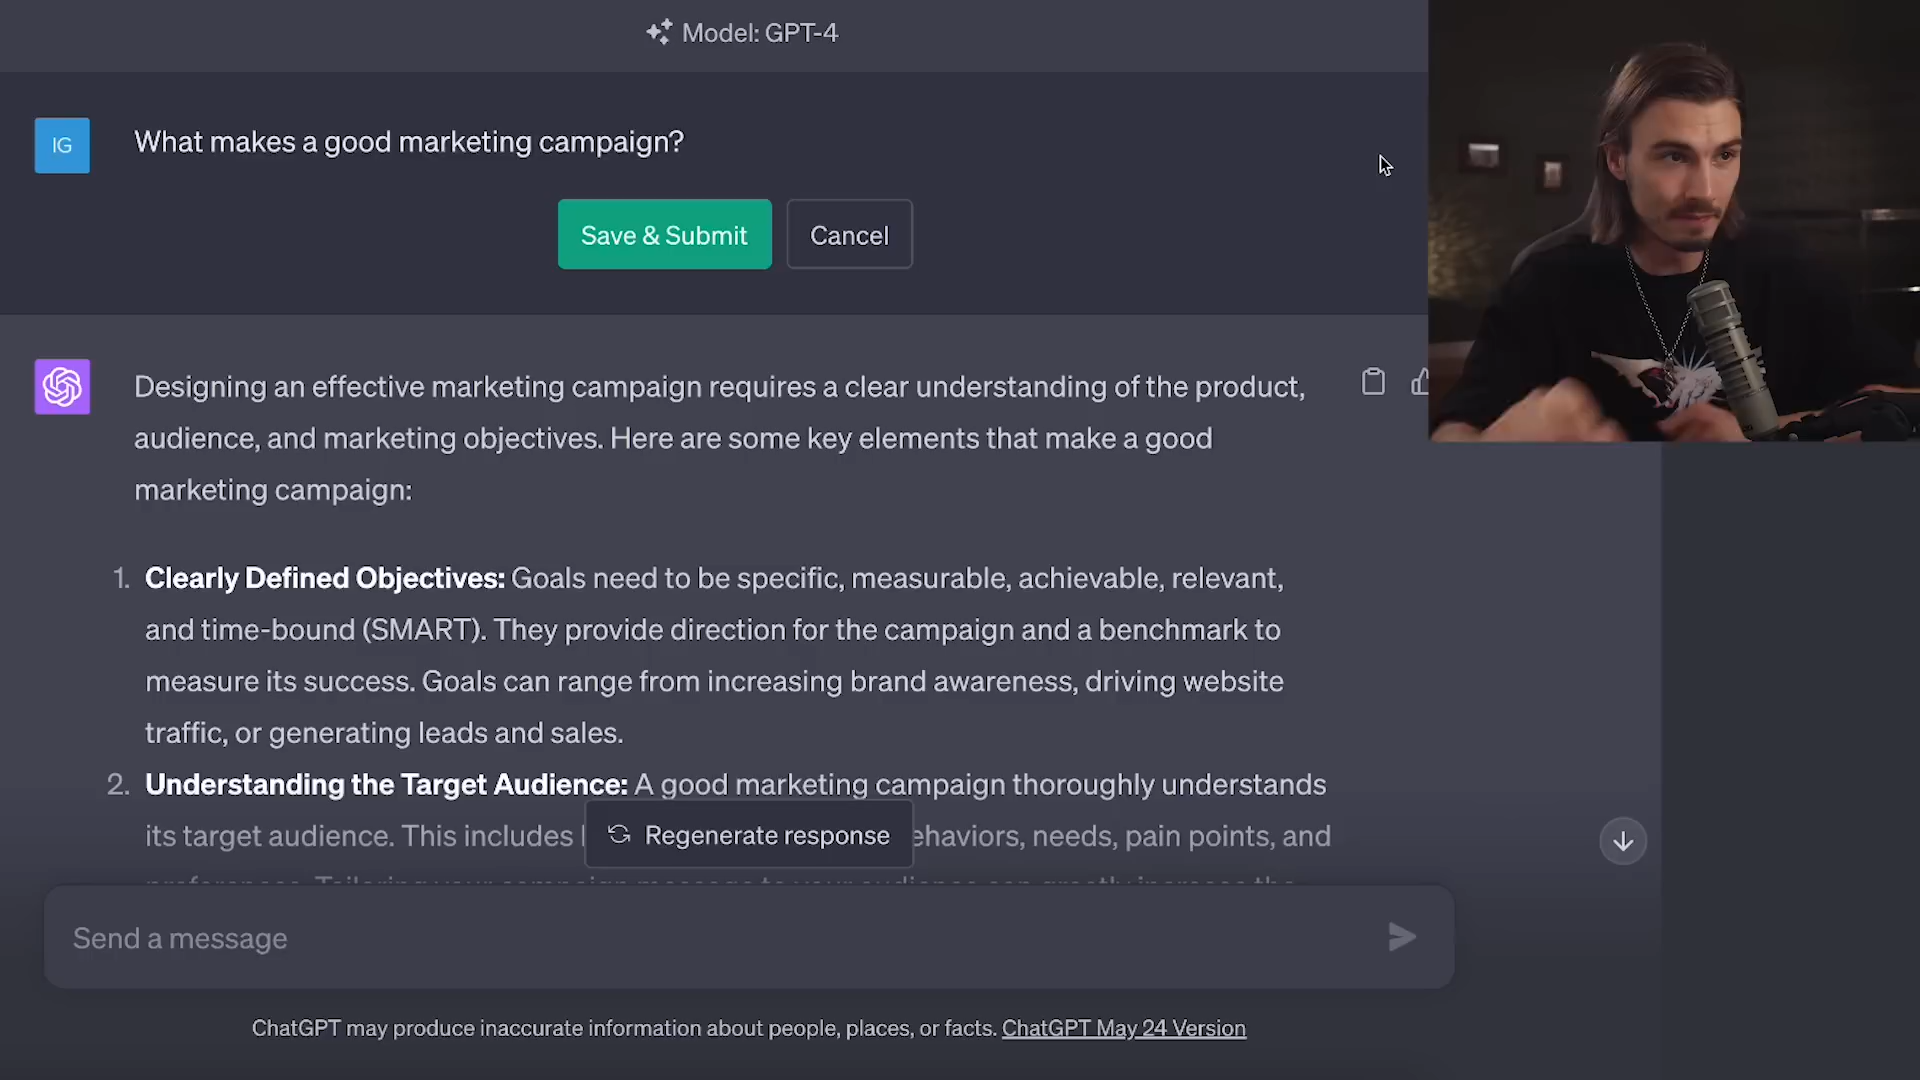 Model: GPT-4
IG
What makes a good marketing campaign?
Save & Submit
Cancel
Designing an effective marketing campaign requires a clear understanding of the product,
audience, and marketing objectives. Here are some key elements that make a good
marketing campaign:
1. Clearly Defined Objectives: Goals need to be specific, measurable, achievable, relevant,
and time-bound (SMART). They provide direction for the campaign and a benchmark to
measure its success. Goals can range from increasing brand awareness, driving website
traffic, or generating leads and sales.
2. Understanding the Target Audience: A good marketing campaign thoroughly understands
its target audience. This includes
ehaviors, needs, pain points, and
Regenerate response
Send a message
ChatGPT may produce inaccurate information about people, places, or facts. ChatGPT May 24 Version